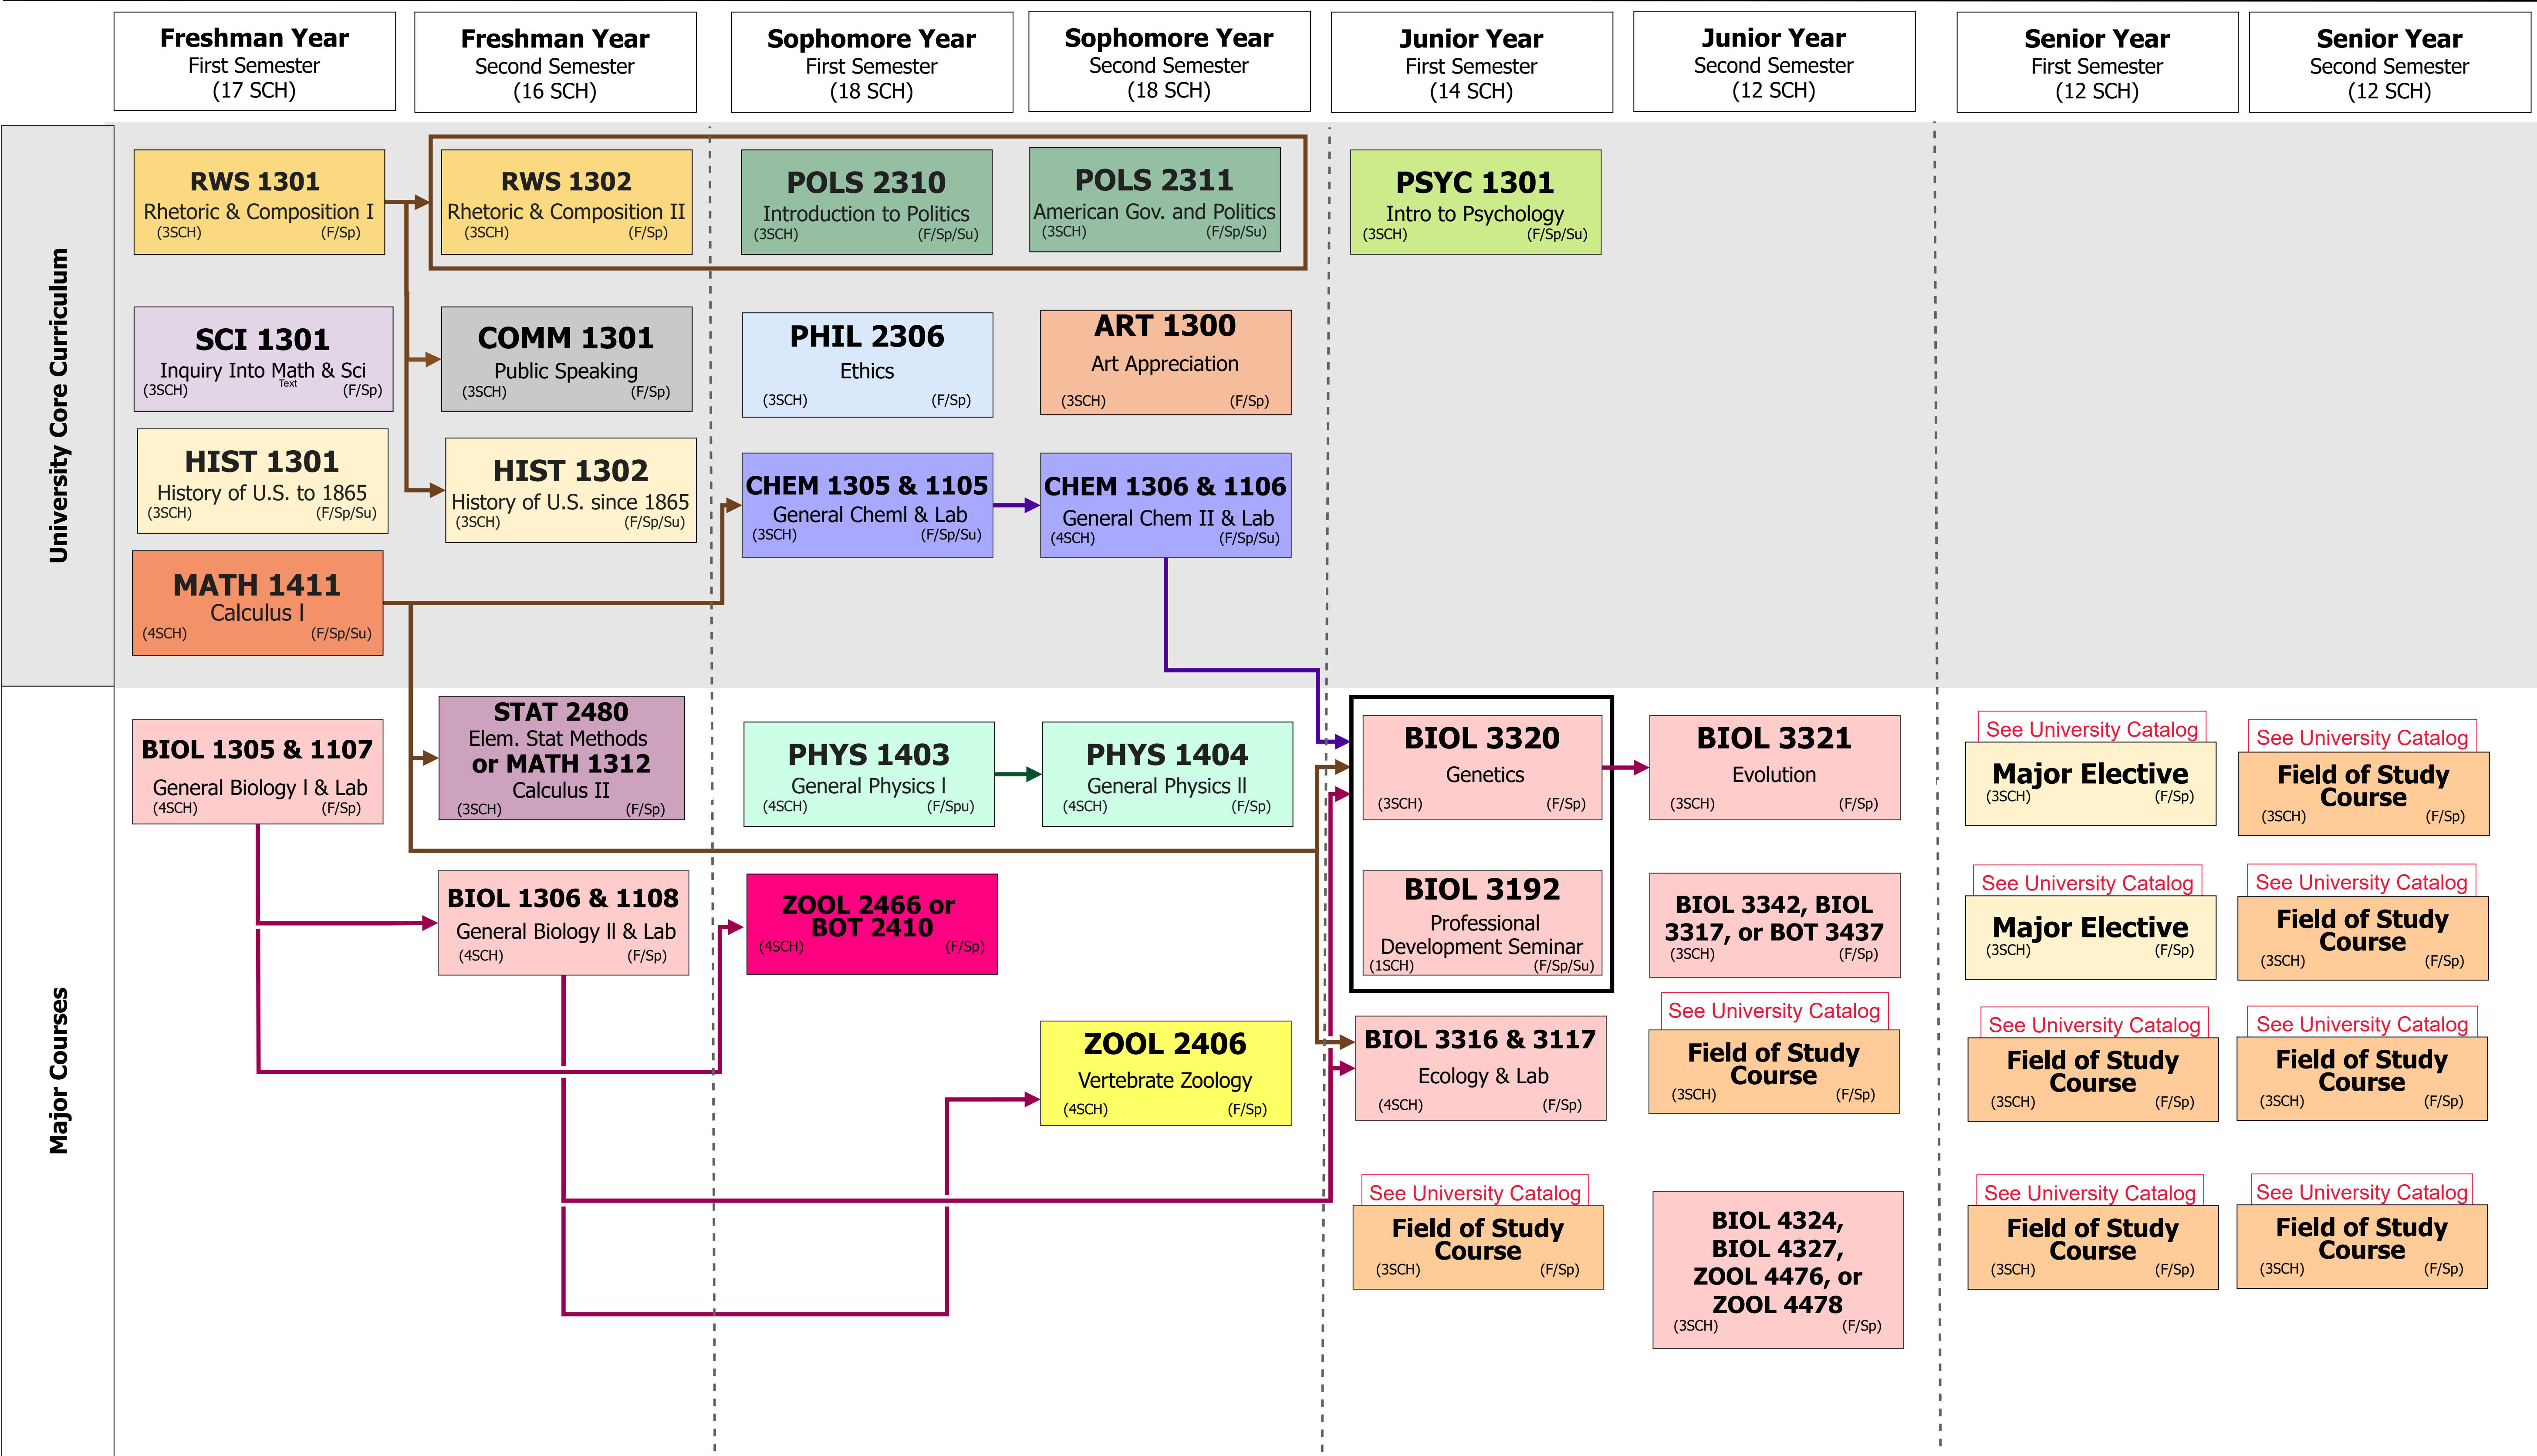 Freshman Year
First Semester
(17 SCH)
Freshman Year
Second Semester
(16 SCH)
Sophomore Year
First Semester
(18 SCH)
Sophomore Year
Second Semester
(18 SCH)
Junior Year
First Semester
(14 SCH)
Junior Year
Second Semester
(12 SCH)
Senior Year
First Semester
(12 SCH)
Senior Year
Second Semester
(12 SCH)
University Core Curriculum
RWS 1301
Rhetoric & Composition I
(3SCH) (F/Sp)
RWS 1302
Rhetoric & Composition II
(3SCH) (F/Sp)
POLS 2310
Introduction to Politics
(3SCH) (F/Sp/Su)
POLS 2311
American Gov. and Politics
(3SCH) (F/Sp/Su)
PSYC 1301
Intro to Psychology
(3SCH) (F/Sp/Su)
SCI 1301
Inquiry Into Math & Sci
Text
(3SCH) (F/Sp)
COMM 1301
Public Speaking
(3SCH) (F/Sp)
PHIL 2306
Ethics
(3SCH) (F/Sp)
ART 1300
Art Appreciation
(3SCH) (F/Sp)
HIST 1301
History of U.S. to 1865
(3SCH) (F/Sp/Su)
HIST 1302
History of U.S. since 1865
(3SCH) (F/Sp/Su)
CHEM 1305 & 1105
General ChemI & Lab
(3SCH) (F/Sp/Su)
CHEM 1306 & 1106
General Chem II & Lab
(4SCH) (F/Sp/Su)
MATH 1411
Calculus I
(4SCH) (F/Sp/Su)
Major Courses
BIOL 1305 & 1107
General Biology I & Lab
(4SCH) (F/Sp)
STAT 2480
Elem. Stat Methods
or MATH 1312
Calculus II
(3SCH) (F/Sp)
PHYS 1403
General Physics I
(4SCH) (F/Spu)
PHYS 1404
General Physics II
(4SCH) (F/Sp)
BIOL 3320
Genetics
(3SCH) (F/Sp)
BIOL 3321
Evolution
(3SCH) (F/Sp)
See University Catalog
Major Elective
(3SCH) (F/Sp)
See University Catalog
Field of Study
Course
(3SCH) (F/Sp)
BIOL 1306 & 1108
General Biology II & Lab
(4SCH) (F/Sp)
ZOOL 2466 or
BOT 2410
(4SCH) (F/Sp)
BIOL 3192
Professional
Development Seminar
(1SCH) (F/Sp/Su)
BIOL 3342, BIOL
3317, or BOT 3437
(3SCH) (F/Sp)
See University Catalog
Major Elective
(3SCH) (F/Sp)
See University Catalog
Field of Study
Course
(3SCH) (F/Sp)
ZOOL 2406
Vertebrate Zoology
(4SCH) (F/Sp)
BIOL 3316 & 3117
Ecology & Lab
(4SCH) (F/Sp)
See University Catalog
Field of Study
Course
(3SCH) (F/Sp)
See University Catalog
Field of Study
Course
(3SCH) (F/Sp)
See University Catalog
Field of Study
Course
(3SCH) (F/Sp)
See University Catalog
Field of Study
Course
(3SCH) (F/Sp)
BIOL 4324,
BIOL 4327,
ZOOL 4476, or
ZOOL 4478
(3SCH) (F/Sp)
See University Catalog
Field of Study
Course
(3SCH) (F/Sp)
See University Catalog
Field of Study
Course
(3SCH) (F/Sp)